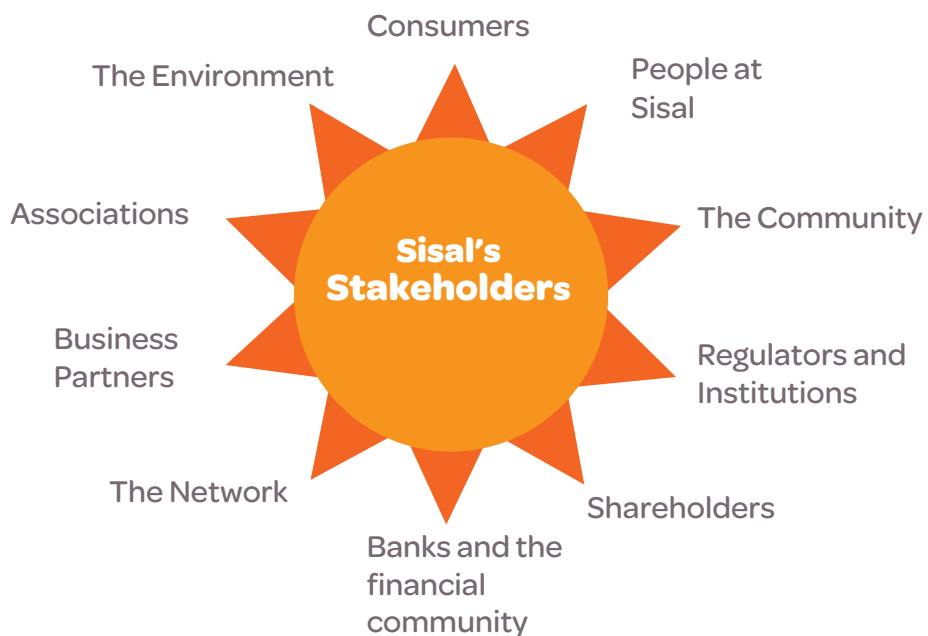 Consumers
The Environment
People at
Sisal
Associations
The Community
Sisal's
Stakeholders
Business
Partners
Regulators and
Institutions
The Network
Shareholders
Banks and the
financial
community